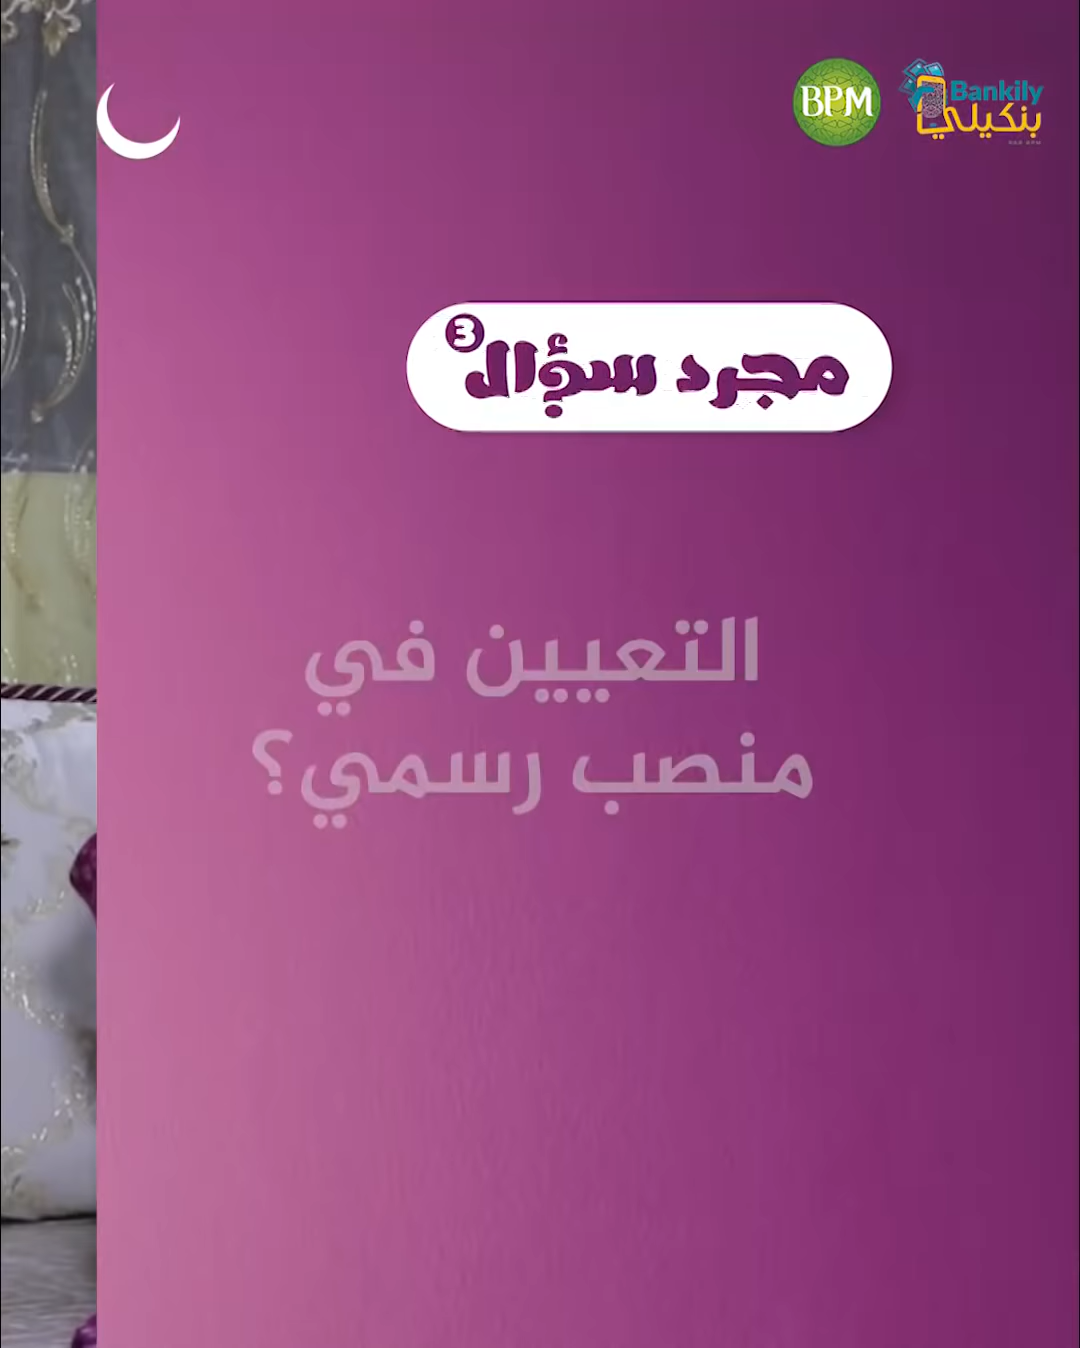 BPM
Bankily
بنكيلي
مجرد سؤال 3
التعيين في
منصب رسمي؟